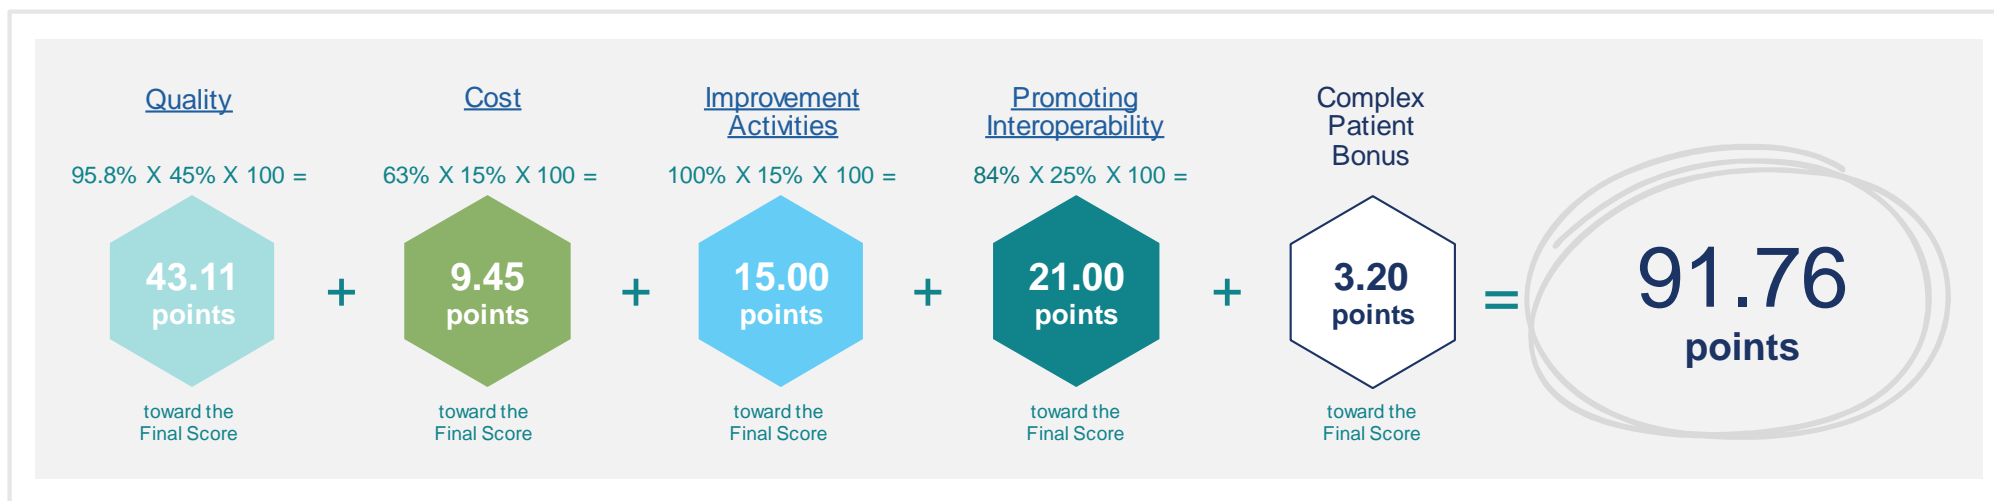 Quality
95.8% X 45% X 100 =
43.11
points
toward the
Final Score
+
Cost
63% X 15% X 100 =
9.45
points
toward the
Final Score
+
Improvement
Activities
100% X 15% X 100 =
15.00
points
toward the
Final Score
+
Promoting
Interoperability
84% X 25% X 100 =
21.00
points
toward the
Final Score
+
Complex
Patient
Bonus
3.20
points
toward the
Final Score
=
91.76
points